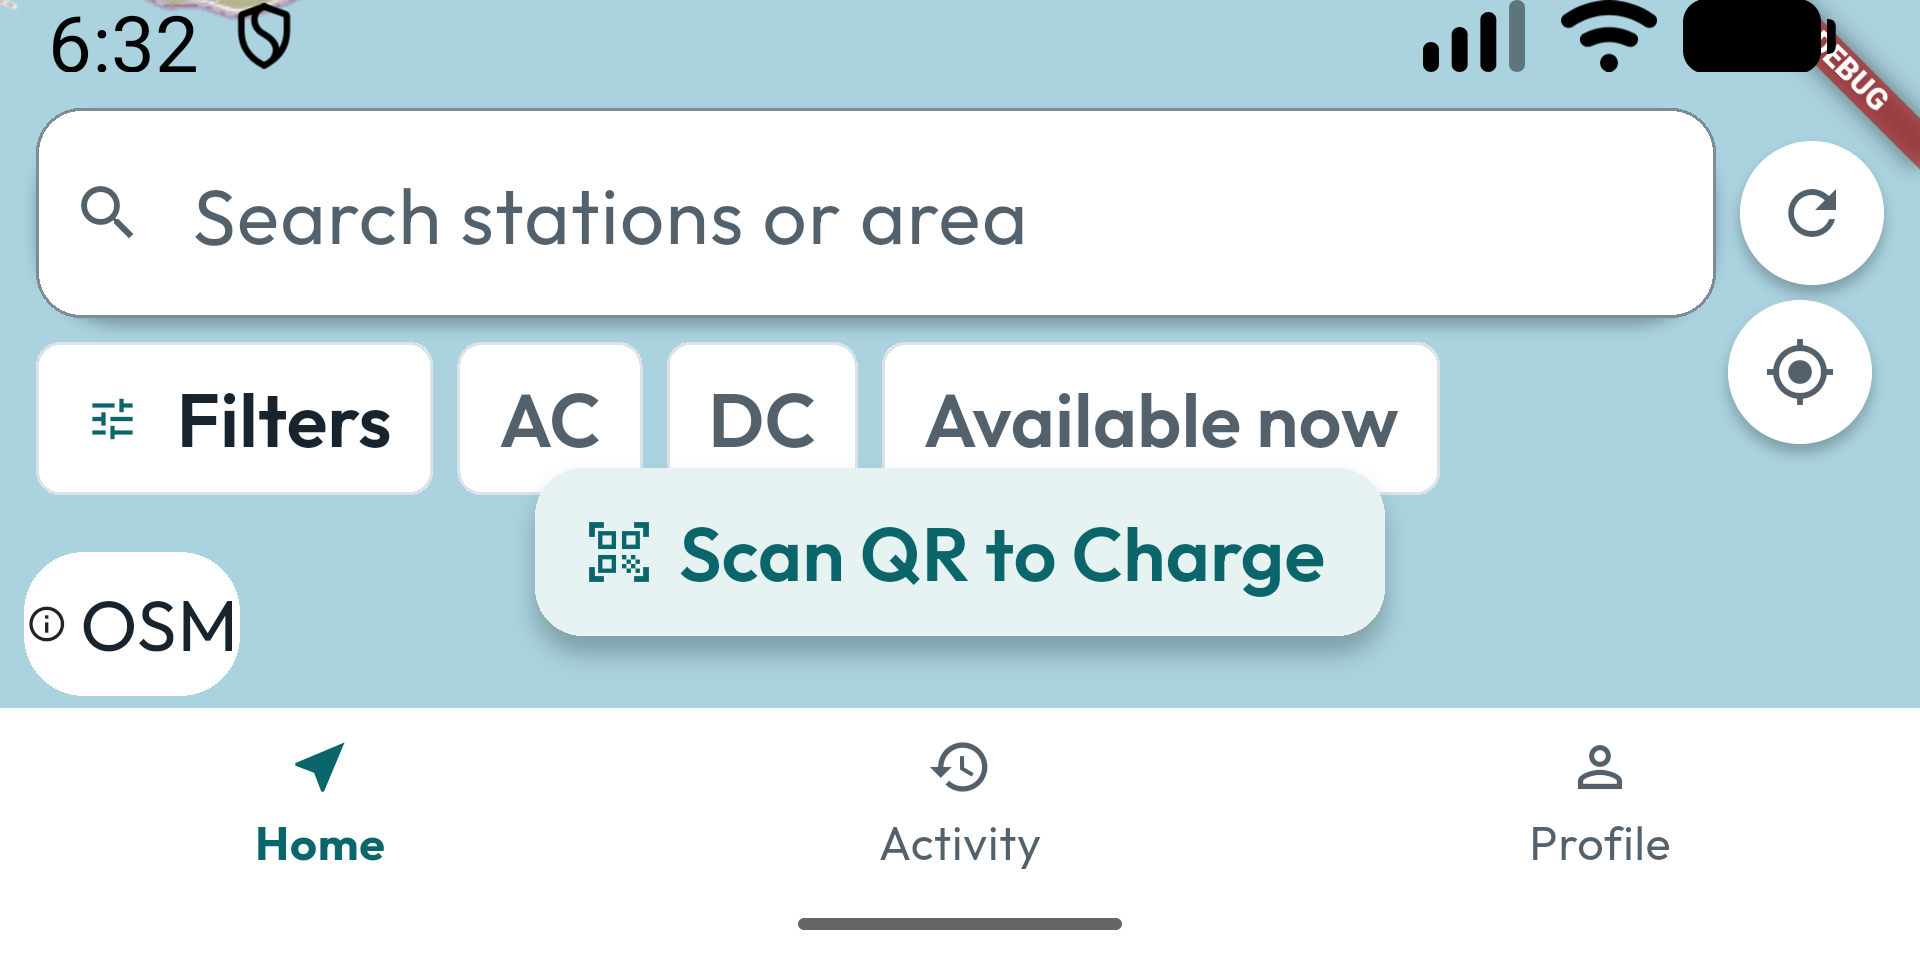 6:32
DEBUG
Search stations or area
Filters
AC
DC
Available now
Scan QR to Charge
OSM
Home
Activity
Profile